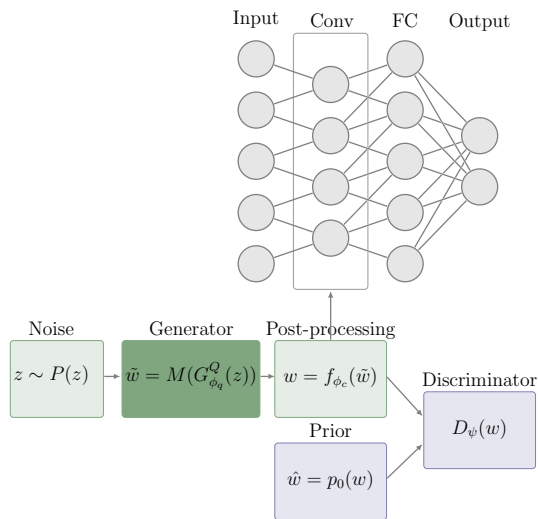 Input Conv FC Output
Noise Generator Post-processing
z ∼ P(z) w̃ = M(G^Q_{ϕ_q}(z)) w = f_{ϕ_c}(w̃)
Discriminator
D_ψ(w)
Prior
ŵ = p_0(w)